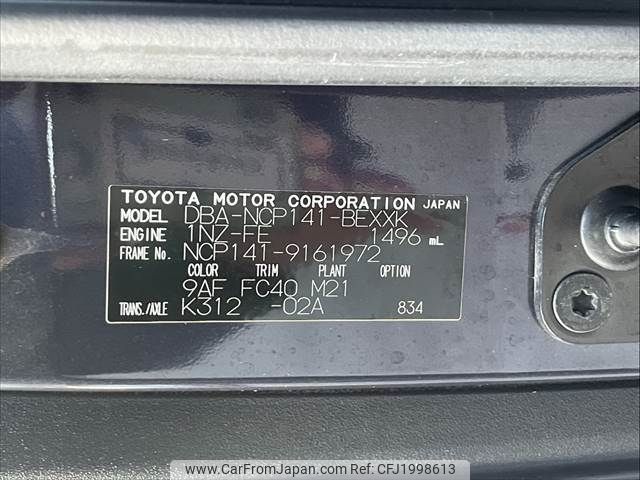 TOYOTA MOTOR CORPORATION JAPAN
MODEL DBA-NCP141-BEXXK
ENGINE 1NZ-FE 1496 mL
FRAME No. NCP141-9161972
COLOR TRIM PLANT OPTION
9AF FC40 M21
TRANS./AXLE K312 -02A 834
www.carfromjapan.com - CFJ1998613